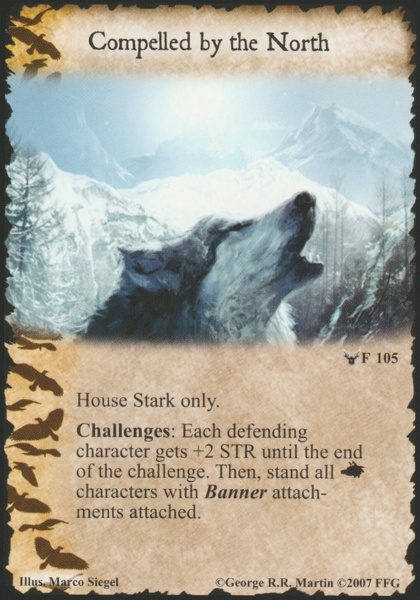 Compelled by the North
F 105
House Stark only.
Challenges: Each defending
character gets +2 STR until the end
of the challenge. Then, stand all
characters with Banner attach-
ments attached.
Illus. Marco Siegel ©George R.R. Martin ©2007 FFG